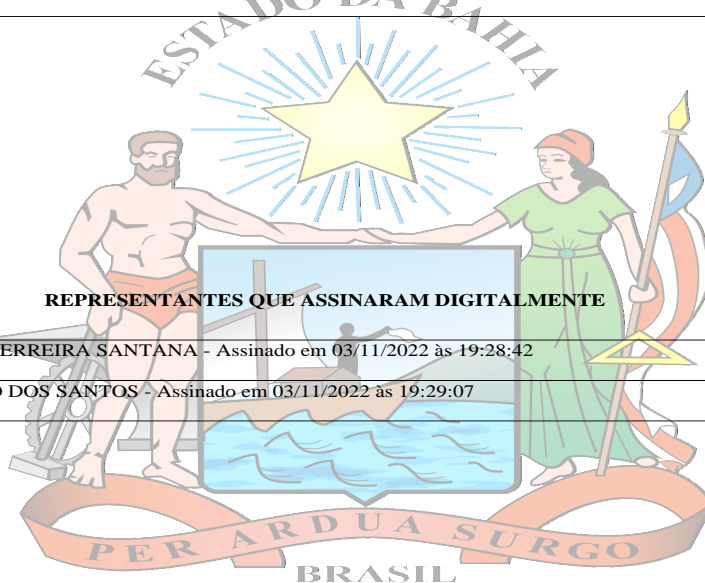 ESTADO DA BAHIA
REPRESENTANTES QUE ASSINARAM DIGITALMENTE
FERREIRA SANTANA - Assinado em 03/11/2022 às 19:28:42
DOS SANTOS - Assinado em 03/11/2022 às 19:29:07
PER ARDUA SURGO
BRASIL